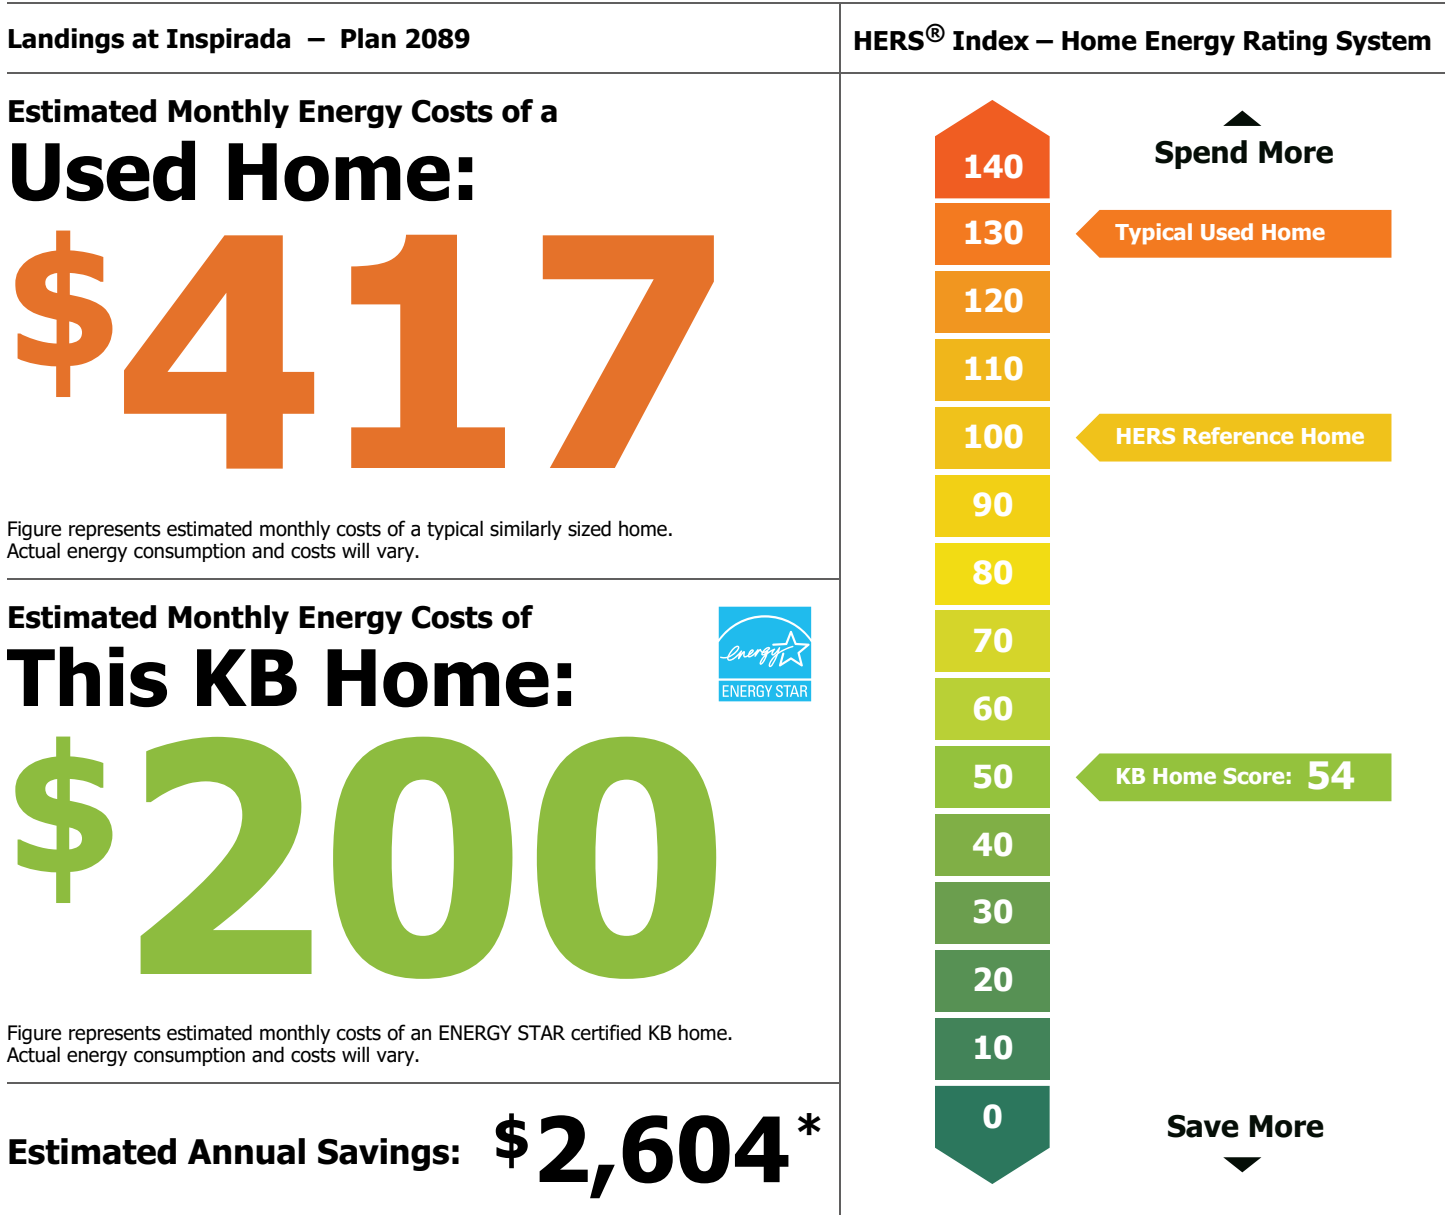 Landings at Inspirada – Plan 2089
Estimated Monthly Energy Costs of a
Used Home:
$417
Figure represents estimated monthly costs of a typical similarly sized home.
Actual energy consumption and costs will vary.
Estimated Monthly Energy Costs of
This KB Home:
energy
ENERGY STAR
$200
Figure represents estimated monthly costs of an ENERGY STAR certified KB home.
Actual energy consumption and costs will vary.
Estimated Annual Savings: $2,604*
HERS® Index – Home Energy Rating System
Spend More
140
130 Typical Used Home
120
110
100 HERS Reference Home
90
80
70
60
50 KB Home Score: 54
40
30
20
10
0
Save More